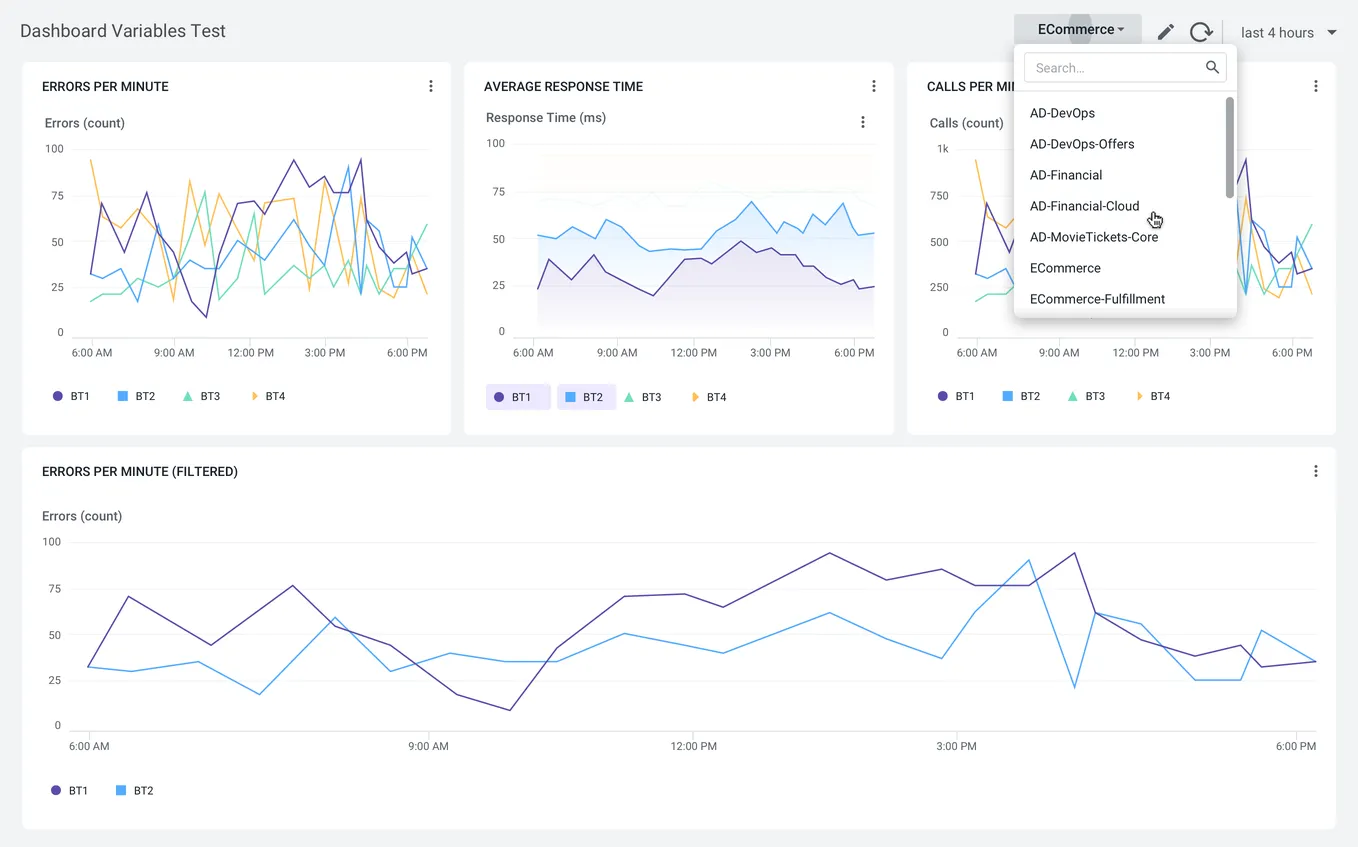 Dashboard Variables Test
ECommerce
last 4 hours
Search...
AD-DevOps
AD-DevOps-Offers
AD-Financial
AD-Financial-Cloud
AD-MovieTickets-Core
ECommerce
ECommerce-Fulfillment
ERRORS PER MINUTE
Errors (count)
100
75
50
25
0
6:00 AM 9:00 AM 12:00 PM 3:00 PM 6:00 PM
BT1 BT2 BT3 BT4
AVERAGE RESPONSE TIME
Response Time (ms)
100
75
50
25
0
6:00 AM 9:00 AM 12:00 PM 3:00 PM 6:00 PM
BT1 BT2 BT3 BT4
CALLS PER MI
Calls (count)
1k
750
500
250
0
6:00 AM 9:00 AM 12:00 PM 3:00 PM 6:00 PM
BT1 BT2 BT3 BT4
ERRORS PER MINUTE (FILTERED)
Errors (count)
100
75
50
25
0
6:00 AM 9:00 AM 12:00 PM 3:00 PM 6:00 PM
BT1 BT2